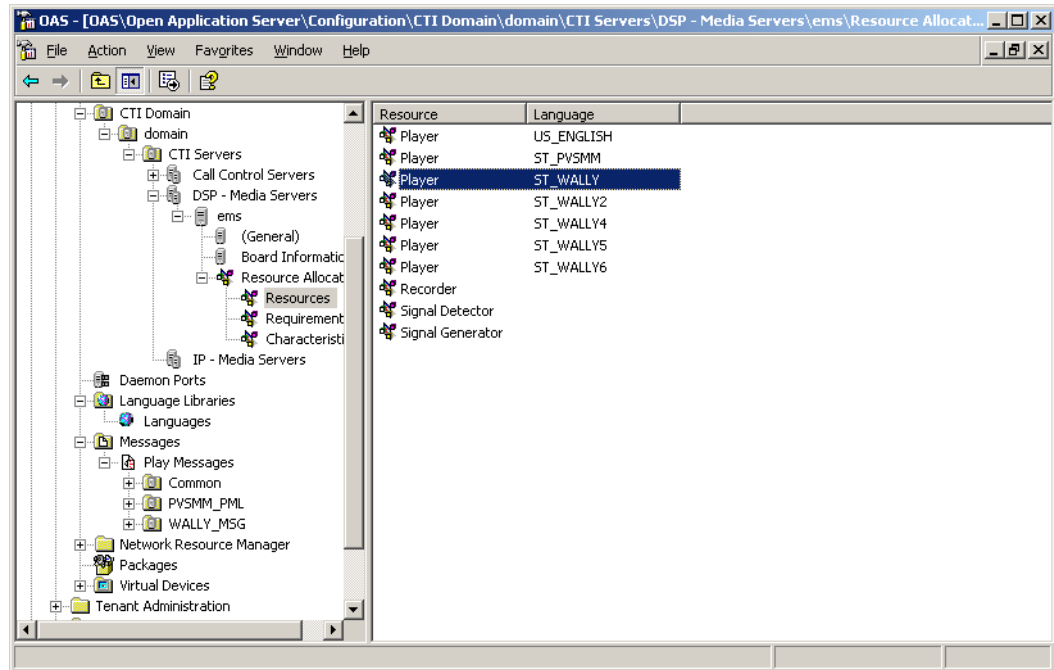 OAS - [OAS\Open Application Server\Configuration\CTI Domain\domain\CTI Servers\DSP - Media Servers\ems\Resource Allocat...
File Action View Favorites Window Help
Resource Language
CTI Domain
domain
CTI Servers
Call Control Servers
DSP - Media Servers
ems
(General)
Board Informatic
Resource Allocat
Resources
Requirement
Characteristi
IP - Media Servers
Daemon Ports
Language Libraries
Languages
Messages
Play Messages
Common
PVSMM_PML
WALLY_MSG
Network Resource Manager
Packages
Virtual Devices
Tenant Administration
Player US_ENGLISH
Player ST_PVSMM
Player ST_WALLY
Player ST_WALLY2
Player ST_WALLY4
Player ST_WALLY5
Player ST_WALLY6
Recorder
Signal Detector
Signal Generator